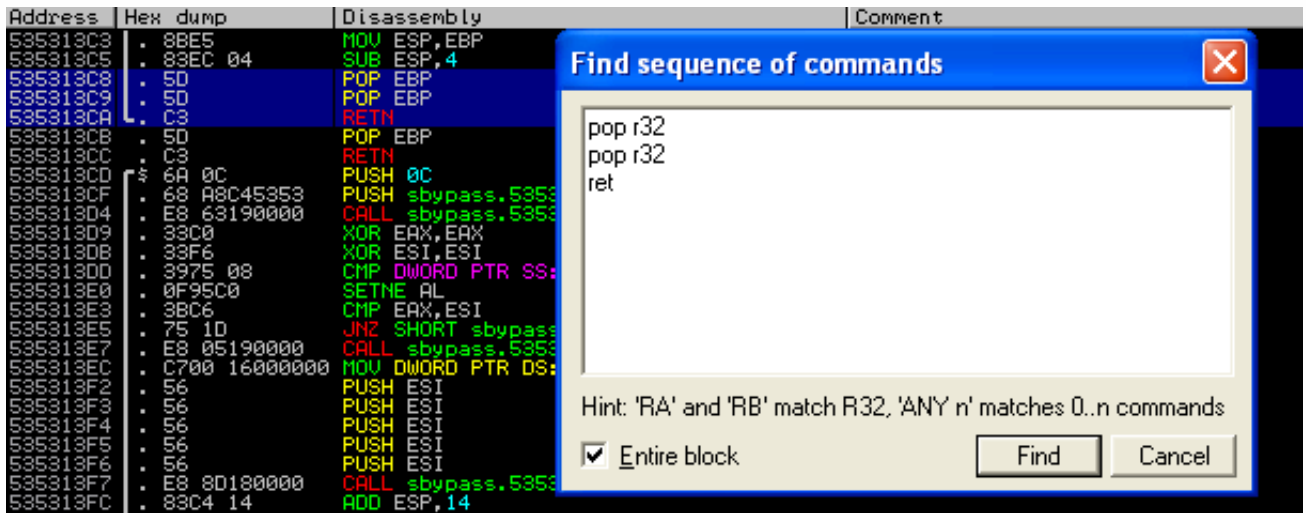 Address Hex dump Disassembly Comment
535313C3 . 8BE5 MOV ESP,EBP
535313C5 . 83EC 04 SUB ESP,4
535313C8 . 5D POP EBP
535313C9 . 5D POP EBP
535313CA . C3 RETN
535313CB . 5D POP EBP
535313CC . C3 RETN
535313CD $ 6A 0C PUSH 0C
535313CF . 68 A8C45353 PUSH sbypass.5353
535313D4 . E8 63190000 CALL sbypass.5353
535313D9 . 33C0 XOR EAX,EAX
535313DB . 33F6 XOR ESI,ESI
535313DD . 3975 08 CMP DWORD PTR SS:
535313E0 . 0F95C0 SETNE AL
535313E3 . 3BC6 CMP EAX,ESI
535313E5 . 75 1D JNZ SHORT sbypass
535313E7 . E8 05190000 CALL sbypass.5353
535313EC . C700 16000000 MOV DWORD PTR DS:
535313F2 . 56 PUSH ESI
535313F3 . 56 PUSH ESI
535313F4 . 56 PUSH ESI
535313F5 . 56 PUSH ESI
535313F6 . 56 PUSH ESI
535313F7 . E8 8D180000 CALL sbypass.5353
535313FC . 83C4 14 ADD ESP,14
Find sequence of commands
pop r32
pop r32
ret
Hint: 'RA' and 'RB' match R32, 'ANY n' matches 0..n commands
Entire block
Find
Cancel